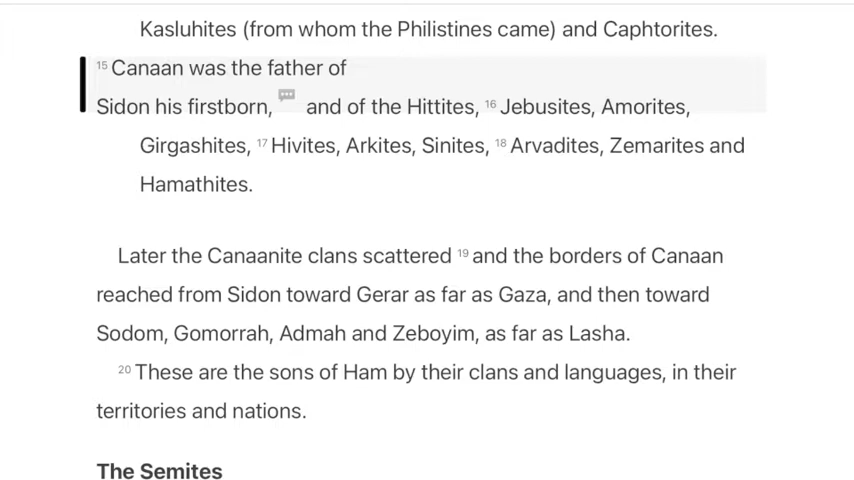 Kasluhites (from whom the Philistines came) and Caphtorites.
15 Canaan was the father of
Sidon his firstborn, and of the Hittites, 16 Jebusites, Amorites,
Girgashites, 17 Hivites, Arkites, Sinites, 18 Arvadites, Zemarites and
Hamathites.
Later the Canaanite clans scattered 19 and the borders of Canaan
reached from Sidon toward Gerar as far as Gaza, and then toward
Sodom, Gomorrah, Admah and Zeboyim, as far as Lasha.
20 These are the sons of Ham by their clans and languages, in their
territories and nations.
The Semites